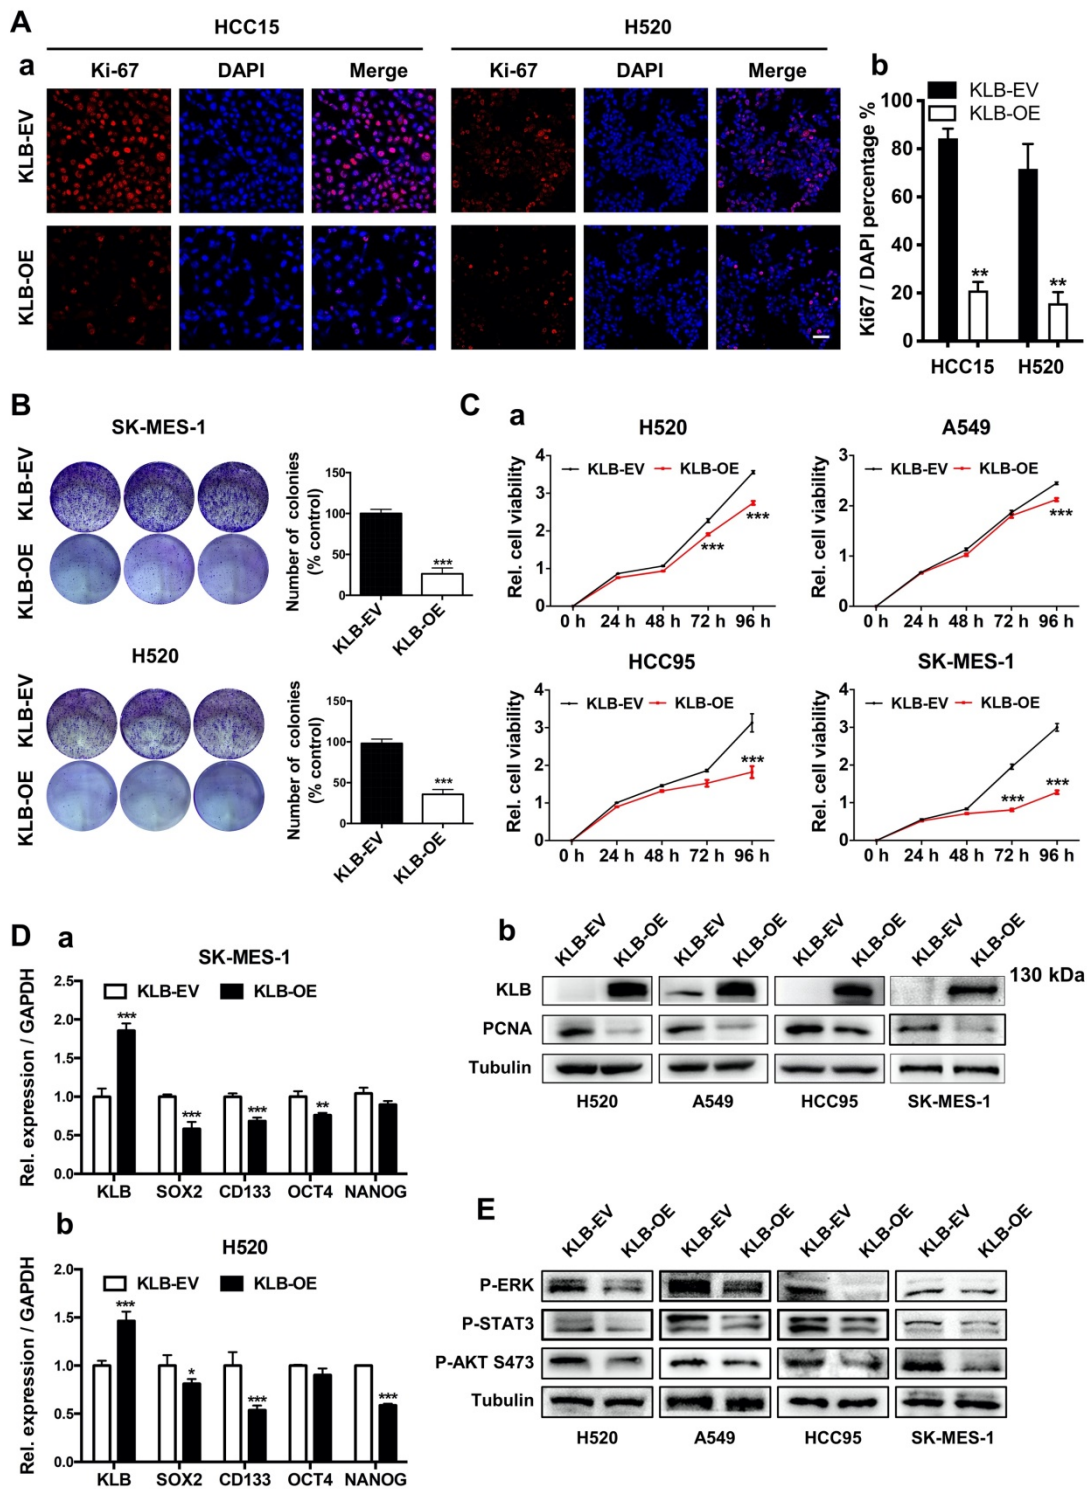 A
HCC15
H520
a
Ki-67
DAPI
Merge
Ki-67
DAPI
Merge
KLB-EV
KLB-OE
b
KLB-EV
KLB-OE
Ki67 / DAPI percentage %
100
80
60
40
20
0
**
**
HCC15
H520
B
SK-MES-1
KLB-EV
KLB-OE
Number of colonies
(% control)
150
100
50
0
***
KLB-EV
KLB-OE
H520
KLB-EV
KLB-OE
Number of colonies
(% control)
150
100
50
0
***
KLB-EV
KLB-OE
C
a
H520
Rel. cell viability
4
3
2
1
0
KLB-EV
KLB-OE
***
***
0 h
24 h
48 h
72 h
96 h
A549
Rel. cell viability
3
2
1
0
KLB-EV
KLB-OE
***
0 h
24 h
48 h
72 h
96 h
HCC95
Rel. cell viability
4
3
2
1
0
KLB-EV
KLB-OE
***
0 h
24 h
48 h
72 h
96 h
SK-MES-1
Rel. cell viability
4
3
2
1
0
KLB-EV
KLB-OE
***
***
0 h
24 h
48 h
72 h
96 h
b
KLB-EV
KLB-OE
KLB-EV
KLB-OE
KLB-EV
KLB-OE
KLB-EV
KLB-OE
KLB
130 kDa
PCNA
Tubulin
H520
A549
HCC95
SK-MES-1
D
a
SK-MES-1
Rel. expression / GAPDH
2.5
2.0
1.5
1.0
0.5
0.0
KLB-EV
KLB-OE
***
***
***
**
KLB
SOX2
CD133
OCT4
NANOG
b
H520
Rel. expression / GAPDH
2.0
1.5
1.0
0.5
0.0
KLB-EV
KLB-OE
***
*
***
***
KLB
SOX2
CD133
OCT4
NANOG
E
KLB-EV
KLB-OE
KLB-EV
KLB-OE
KLB-EV
KLB-OE
KLB-EV
KLB-OE
P-ERK
P-STAT3
P-AKT S473
Tubulin
H520
A549
HCC95
SK-MES-1